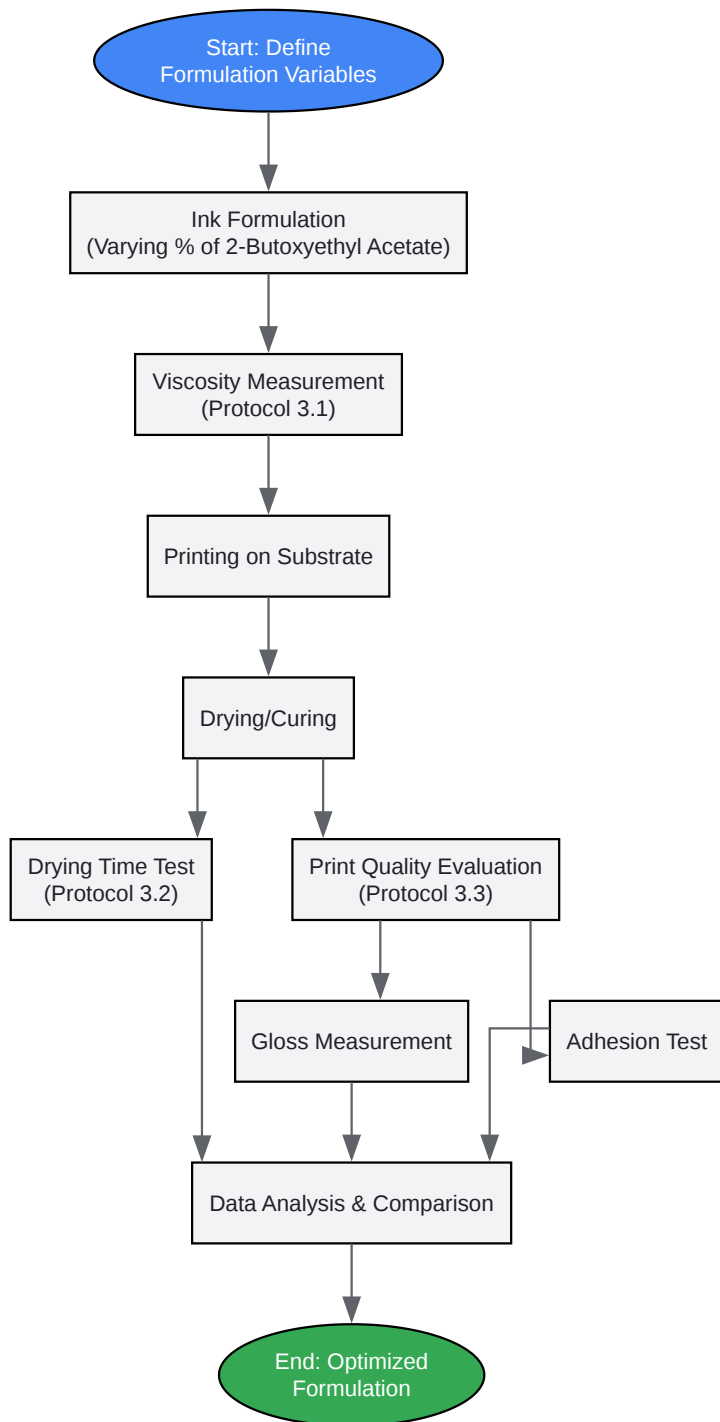 Start: Define
Formulation Variables
Ink Formulation
(Varying % of 2-Butoxyethyl Acetate)
Viscosity Measurement
(Protocol 3.1)
Printing on Substrate
Drying/Curing
Drying Time Test
(Protocol 3.2)
Print Quality Evaluation
(Protocol 3.3)
Gloss Measurement
Adhesion Test
Data Analysis & Comparison
End: Optimized
Formulation